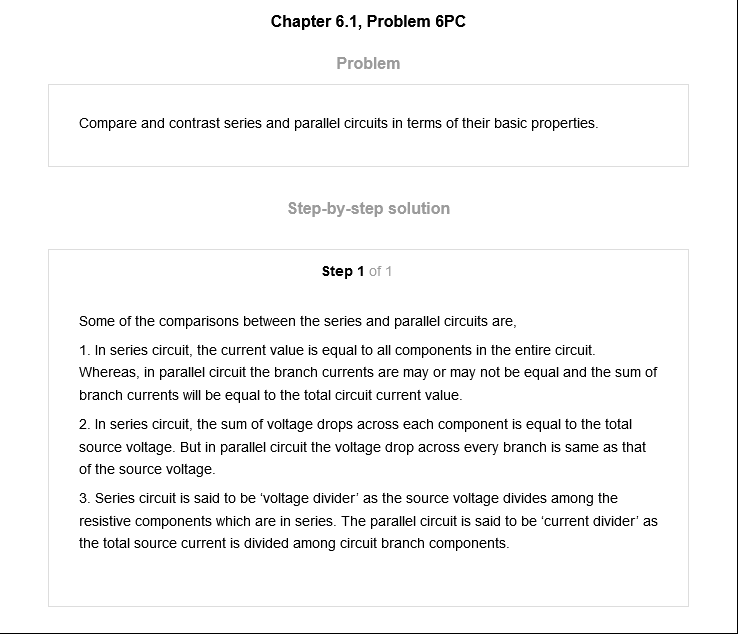 Chapter 6.1, Problem 6PC
Problem
Compare and contrast series and parallel circuits in terms of their basic properties.
Step-by-step solution
Step 1 of 1
Some of the comparisons between the series and parallel circuits are,
1. In series circuit, the current value is equal to all components in the entire circuit.
Whereas, in parallel circuit the branch currents are may or may not be equal and the sum of
branch currents will be equal to the total circuit current value.
2. In series circuit, the sum of voltage drops across each component is equal to the total
source voltage. But in parallel circuit the voltage drop across every branch is same as that
of the source voltage.
3. Series circuit is said to be ‘voltage divider’ as the source voltage divides among the
resistive components which are in series. The parallel circuit is said to be ‘current divider’ as
the total source current is divided among circuit branch components.